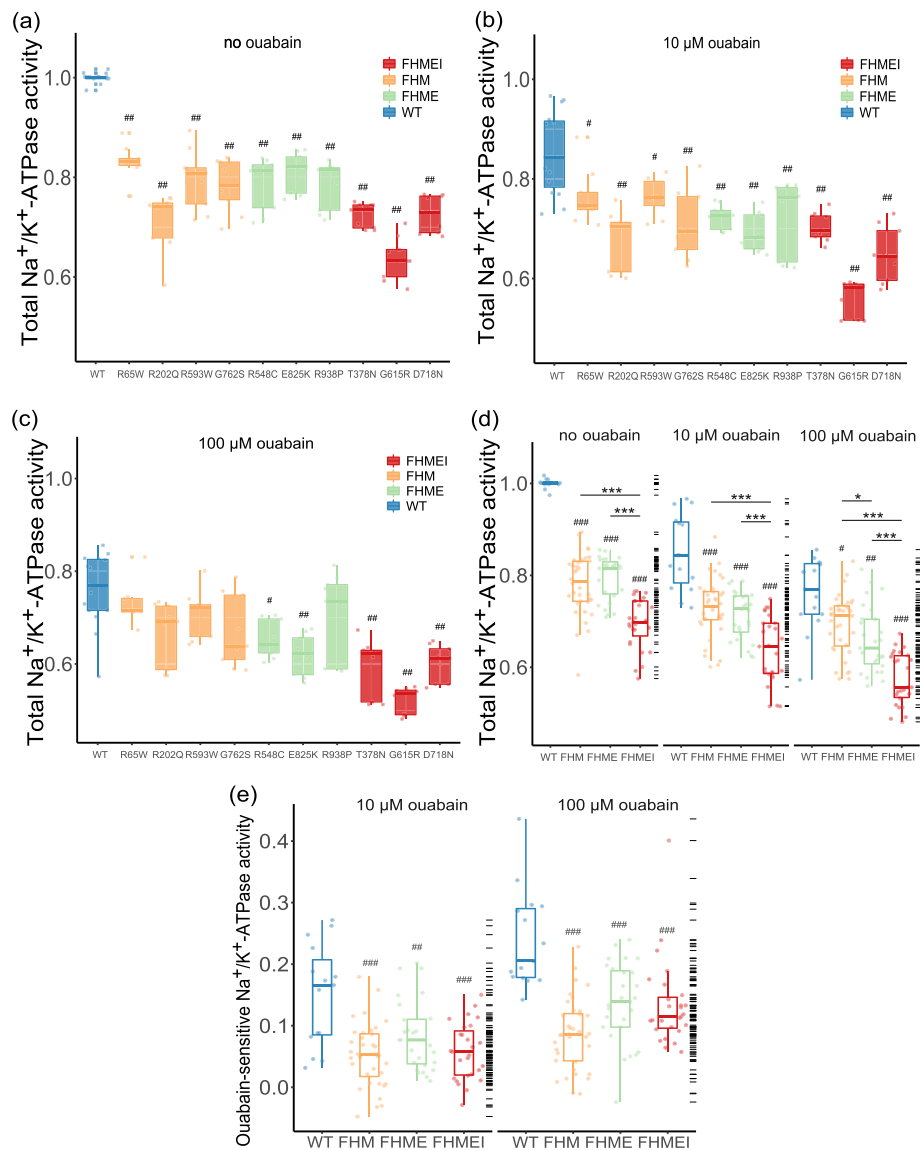 (a)
no ouabain
Total Na⁺/K⁺-ATPase activity
1.0
0.8
0.6
FHMEI
FHM
FHME
WT
## ## ## ## ## ## ## ## ## ##
WT R65W R202Q R593W G762S R548C E825K R938P T378N G615R D718N
(b)
10 µM ouabain
Total Na⁺/K⁺-ATPase activity
1.0
0.8
0.6
FHMEI
FHM
FHME
WT
# ## # ## ## ## ## ## ## ##
WT R65W R202Q R593W G762S R548C E825K R938P T378N G615R D718N
(c)
100 µM ouabain
Total Na⁺/K⁺-ATPase activity
1.0
0.8
0.6
FHMEI
FHM
FHME
WT
# ## ## ## ##
WT R65W R202Q R593W G762S R548C E825K R938P T378N G615R D718N
(d)
no ouabain 10 µM ouabain 100 µM ouabain
Total Na⁺/K⁺-ATPase activity
1.0
0.8
0.6
*** ***
### ### ###
*** ***
### ### ###
* *** ***
# ## ###
WT FHM FHME FHMEI WT FHM FHME FHMEI WT FHM FHME FHMEI
(e)
10 µM ouabain 100 µM ouabain
Ouabain-sensitive Na⁺/K⁺-ATPase activity
0.4
0.3
0.2
0.1
0.0
### ## ### ### ### ###
WT FHM FHME FHMEI WT FHM FHME FHMEI